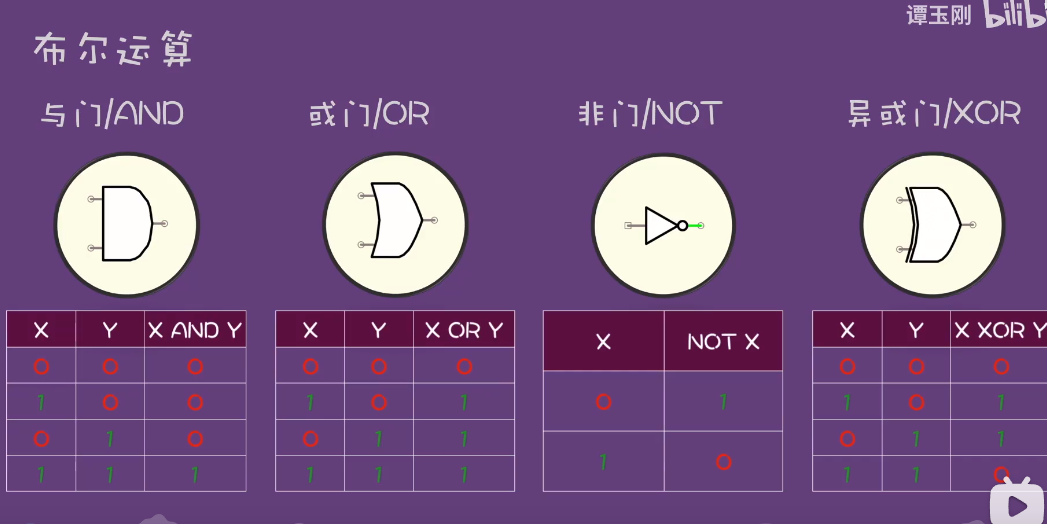 谭玉刚 bilibi
布尔运算
与门/AND
或门/OR
非门/NOT
异或门/XOR
X Y X AND Y
0 0 0
1 0 0
0 1 0
1 1 1
X Y X OR Y
0 0 0
1 0 1
0 1 1
1 1 1
X NOT X
0 1
1 0
X Y X XOR Y
0 0 0
1 0 1
0 1 1
1 1 0